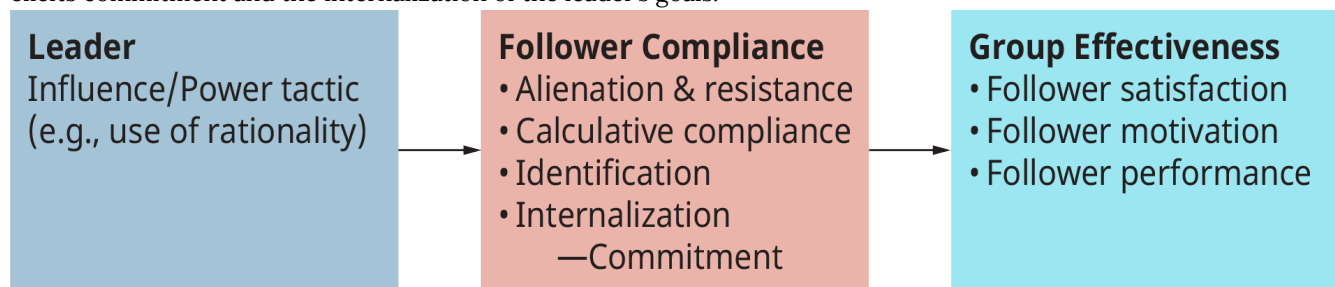 Leader
Influence/Power tactic
(e.g., use of rationality)
Follower Compliance
• Alienation & resistance
• Calculative compliance
• Identification
• Internalization
—Commitment
Group Effectiveness
• Follower satisfaction
• Follower motivation
• Follower performance